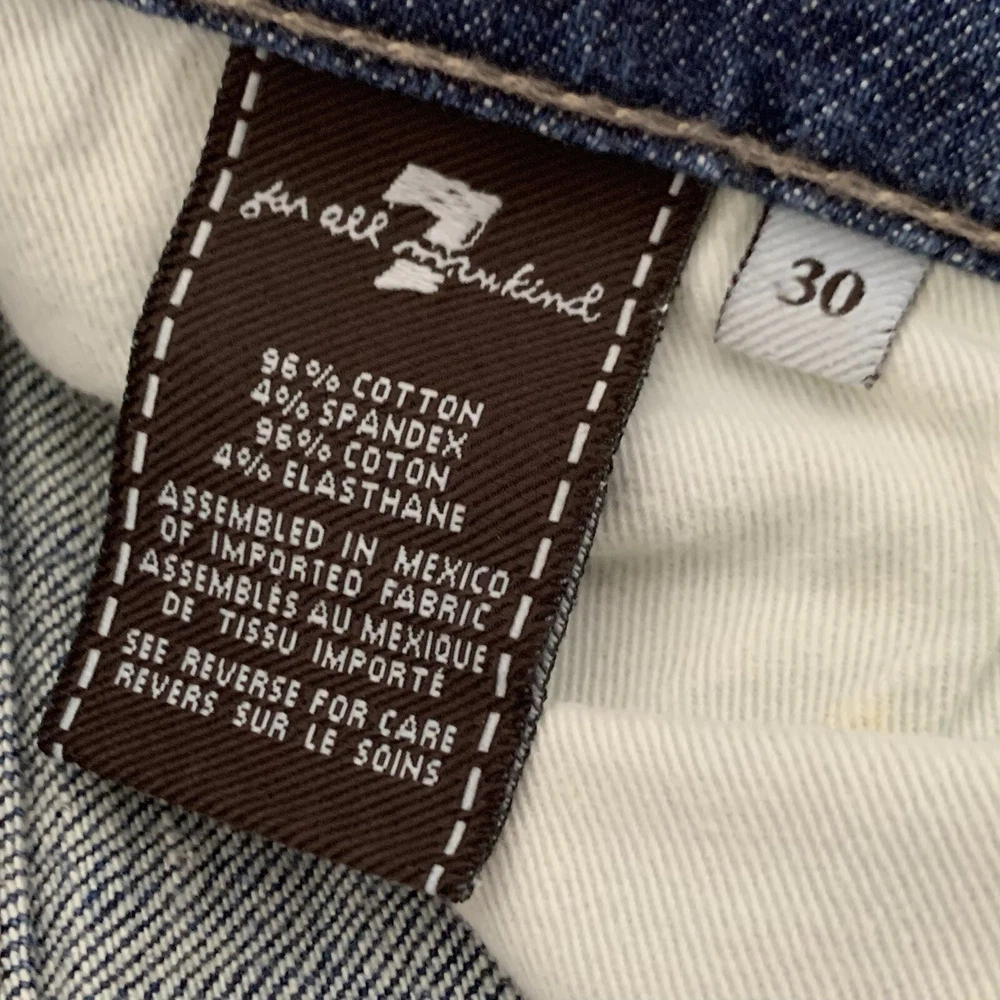 7
for all mankind
30
96% COTTON
4% SPANDEX
96% COTON
4% ELASTHANE
ASSEMBLED IN MEXICO
OF IMPORTED FABRIC
ASSEMBLÉS AU MEXIQUE
DE TISSU IMPORTÉ
SEE REVERSE FOR CARE
REVERS SUR LE SOINS